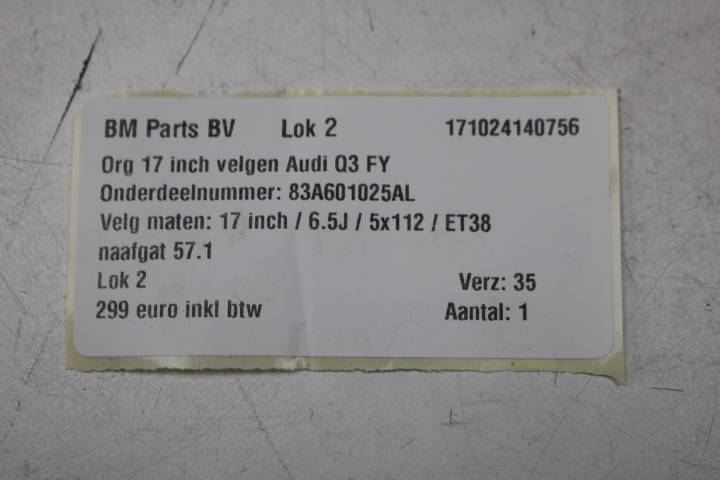 BM Parts BV Lok 2 171024140756
Org 17 inch velgen Audi Q3 FY
Onderdeelnummer: 83A601025AL
Velg maten: 17 inch / 6.5J / 5x112 / ET38
naafgat 57.1
Lok 2 Verz: 35
299 euro inkl btw Aantal: 1